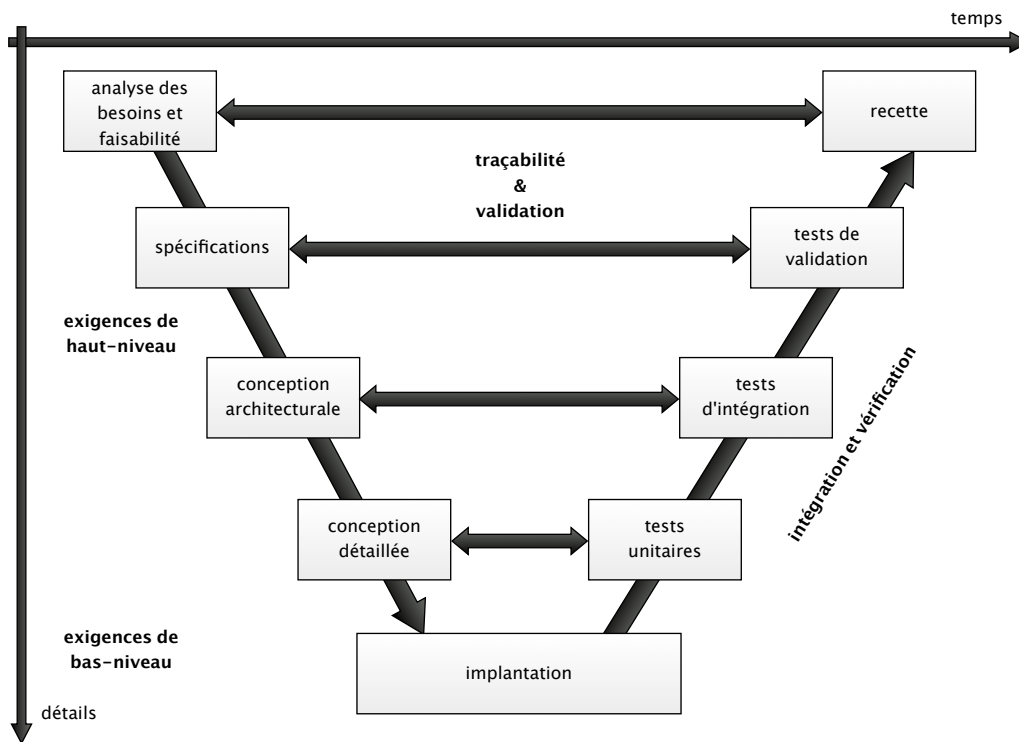 temps
analyse des
besoins et
faisabilité
recette
traçabilité
&
validation
spécifications
tests de
validation
exigences de
haut-niveau
conception
architecturale
tests
d'intégration
intégration et vérification
conception
détaillée
tests
unitaires
exigences de
bas-niveau
implantation
détails